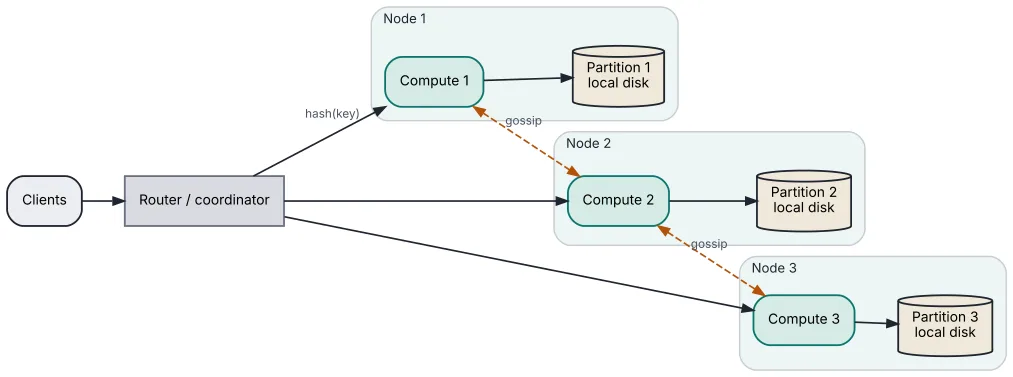 Node 1
Compute 1
Partition 1
local disk
hash(key)
gossip
Node 2
Clients
Router / coordinator
Compute 2
Partition 2
local disk
gossip
Node 3
Compute 3
Partition 3
local disk